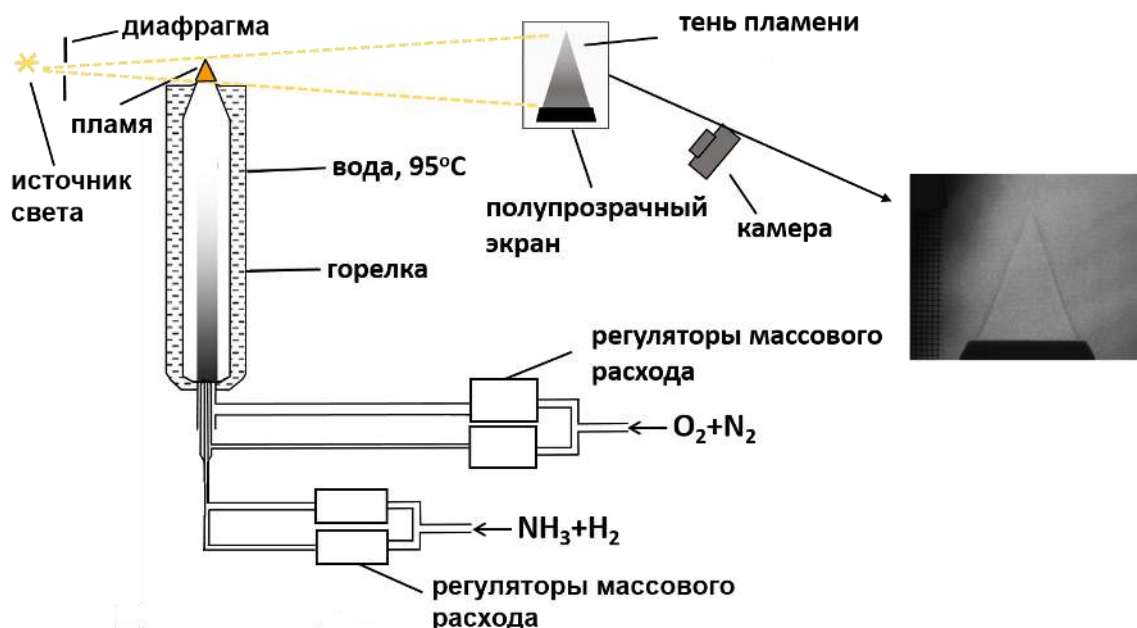 диафрагма
тень пламени
пламя
источник
света
вода, 95°C
полупрозрачный
экран
камера
горелка
регуляторы массового
расхода
O₂+N₂
NH₃+H₂
регуляторы массового
расхода